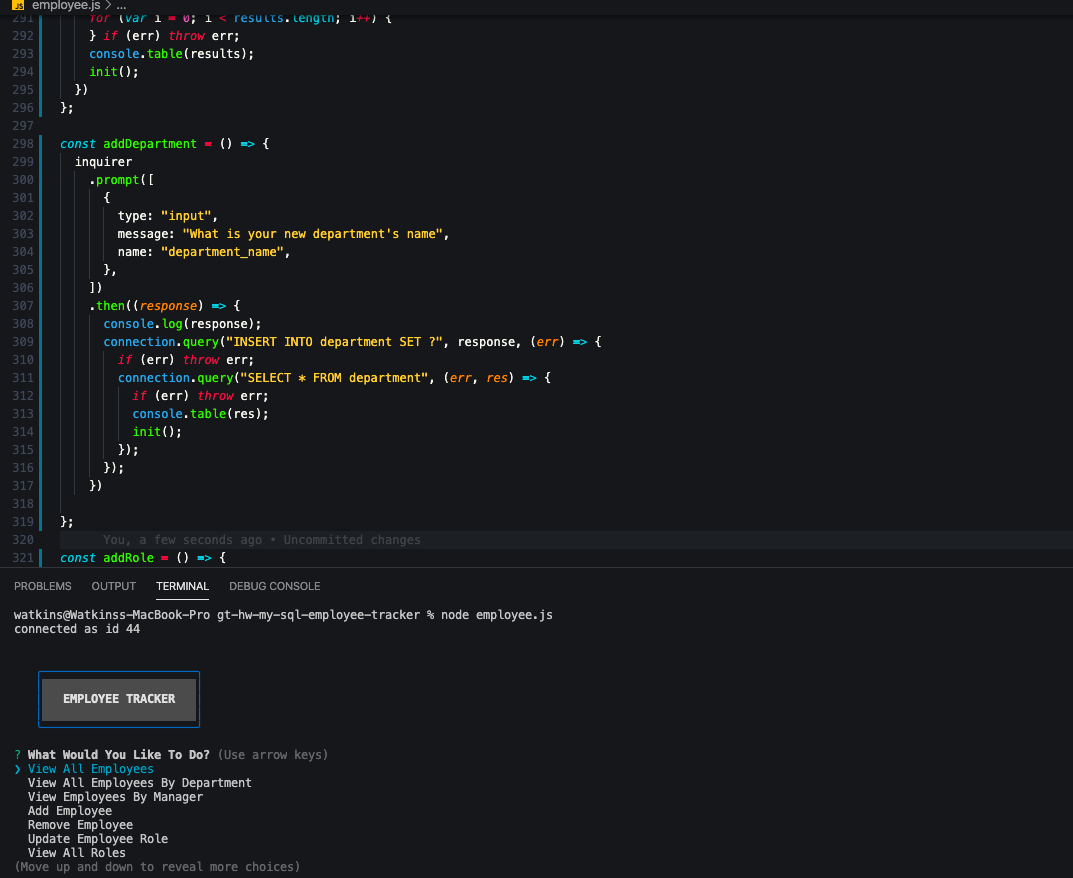 JS employee.js > ...
291 for (var i = 0; i < results.length; i++) {
292 } if (err) throw err;
293 console.table(results);
294 init();
295 })
296 };
297
298 const addDepartment = () => {
299 inquirer
300 .prompt([
301 {
302 type: "input",
303 message: "What is your new department's name",
304 name: "department_name",
305 },
306 ])
307 .then((response) => {
308 console.log(response);
309 connection.query("INSERT INTO department SET ?", response, (err) => {
310 if (err) throw err;
311 connection.query("SELECT * FROM department", (err, res) => {
312 if (err) throw err;
313 console.table(res);
314 init();
315 });
316 });
317 })
318
319 };
320 You, a few seconds ago • Uncommitted changes
321 const addRole = () => {
PROBLEMS OUTPUT TERMINAL DEBUG CONSOLE
watkins@Watkinss-MacBook-Pro gt-hw-my-sql-employee-tracker % node employee.js
connected as id 44
EMPLOYEE TRACKER
? What Would You Like To Do? (Use arrow keys)
❯ View All Employees
View All Employees By Department
View Employees By Manager
Add Employee
Remove Employee
Update Employee Role
View All Roles
(Move up and down to reveal more choices)